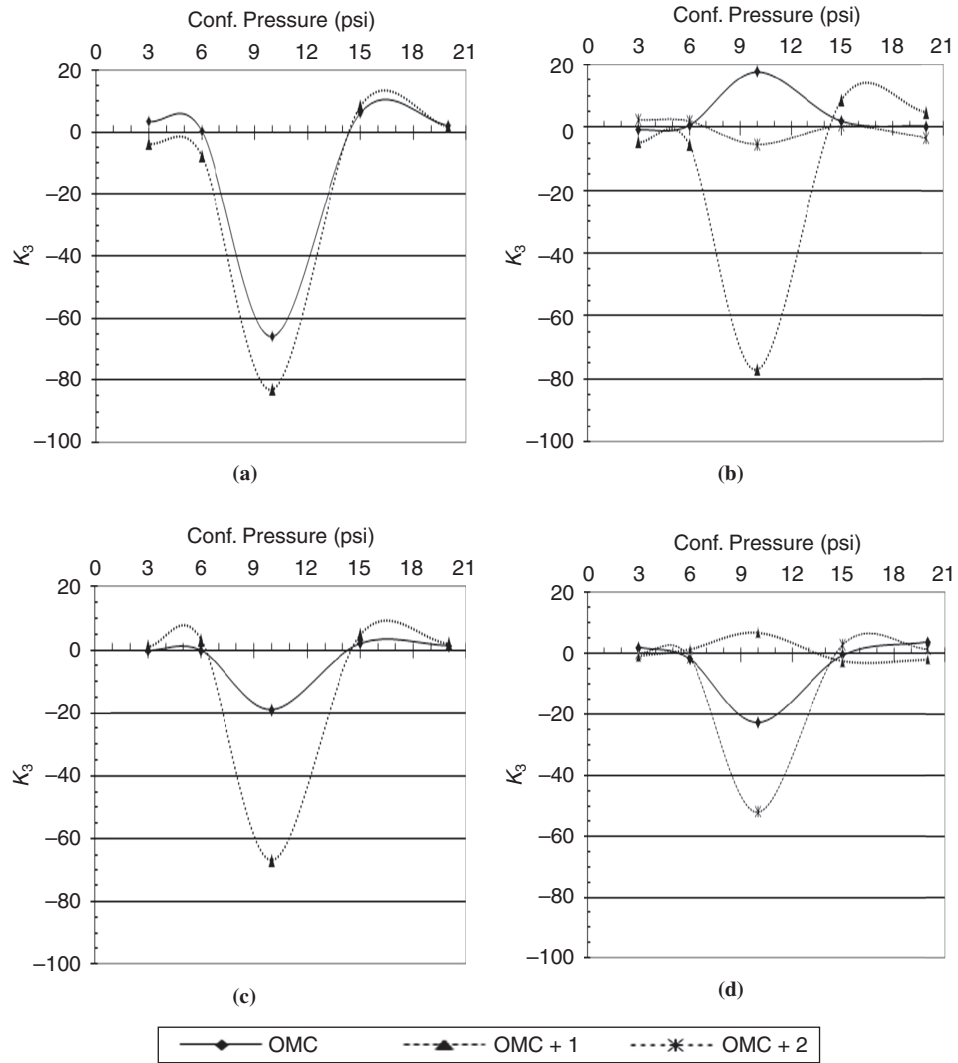 Conf. Pressure (psi)
0 3 6 9 12 15 18 21
20
0
–20
–40
–60
–80
–100
K3
(a)
Conf. Pressure (psi)
0 3 6 9 12 15 18 21
20
0
–20
–40
–60
–80
–100
K3
(b)
Conf. Pressure (psi)
0 3 6 9 12 15 18 21
20
0
–20
–40
–60
–80
–100
K3
(c)
Conf. Pressure (psi)
0 3 6 9 12 15 18 21
20
0
–20
–40
–60
–80
–100
K3
(d)
OMC OMC + 1 OMC + 2